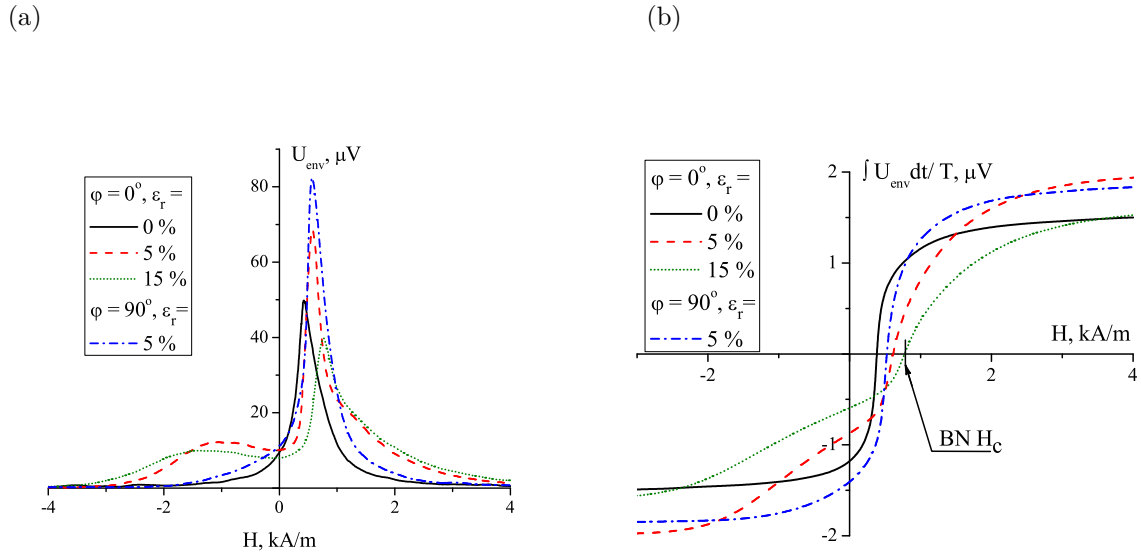 (a)
(b)
U_env, μV
φ = 0°, ε_r =
0 %
5 %
15 %
φ = 90°, ε_r =
5 %
80
60
40
20
-4 -2 0 2 4
H, kA/m
∫ U_env dt/ T, μV
φ = 0°, ε_r =
0 %
5 %
15 %
φ = 90°, ε_r =
5 %
2
1
H, kA/m
-2 2 4
-1
BN H_c
-2